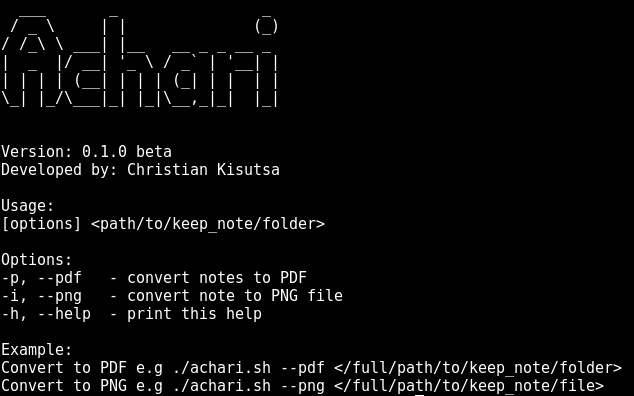 Achari
Version: 0.1.0 beta
Developed by: Christian Kisutsa
Usage:
[options] <path/to/keep_note/folder>
Options:
-p, --pdf   - convert notes to PDF
-i, --png   - convert note to PNG file
-h, --help  - print this help
Example:
Convert to PDF e.g ./achari.sh --pdf </full/path/to/keep_note/folder>
Convert to PNG e.g ./achari.sh --png </full/path/to/keep_note/file>